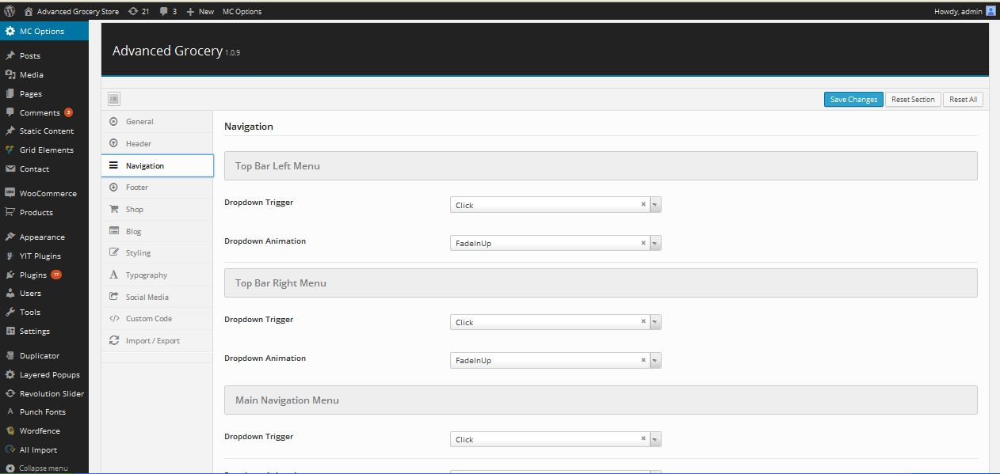 Advanced Grocery Store 21 3 New MC Options Howdy, admin
MC Options
Posts
Media
Pages
Comments 3
Static Content
Grid Elements
Contact
WooCommerce
Products
Appearance
YIT Plugins
Plugins 17
Users
Tools
Settings
Duplicator
Layered Popups
Revolution Slider
Punch Fonts
Wordfence
All Import
Collapse menu
Advanced Grocery 1.0.9
Save Changes Reset Section Reset All
General
Header
Navigation
Footer
Shop
Blog
Styling
Typography
Social Media
Custom Code
Import / Export
Navigation
Top Bar Left Menu
Dropdown Trigger Click
Dropdown Animation FadeInUp
Top Bar Right Menu
Dropdown Trigger Click
Dropdown Animation FadeInUp
Main Navigation Menu
Dropdown Trigger Click